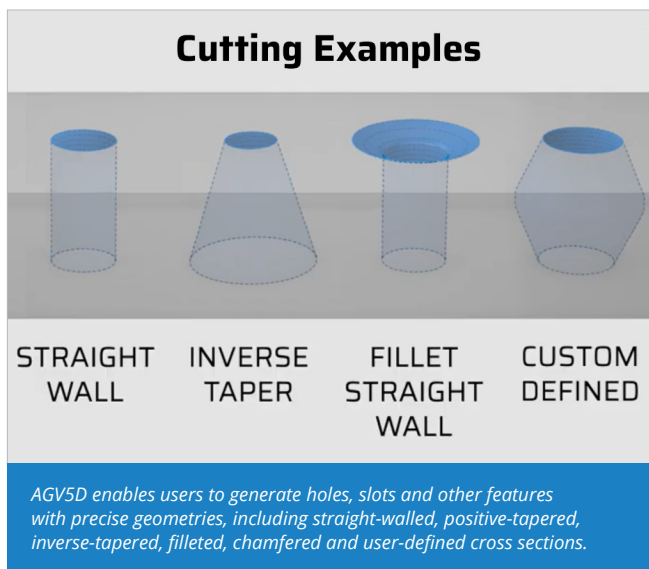 Cutting Examples
STRAIGHT
WALL
INVERSE
TAPER
FILLET
STRAIGHT
WALL
CUSTOM
DEFINED
AGV5D enables users to generate holes, slots and other features
with precise geometries, including straight-walled, positive-tapered,
inverse-tapered, filleted, chamfered and user-defined cross sections.